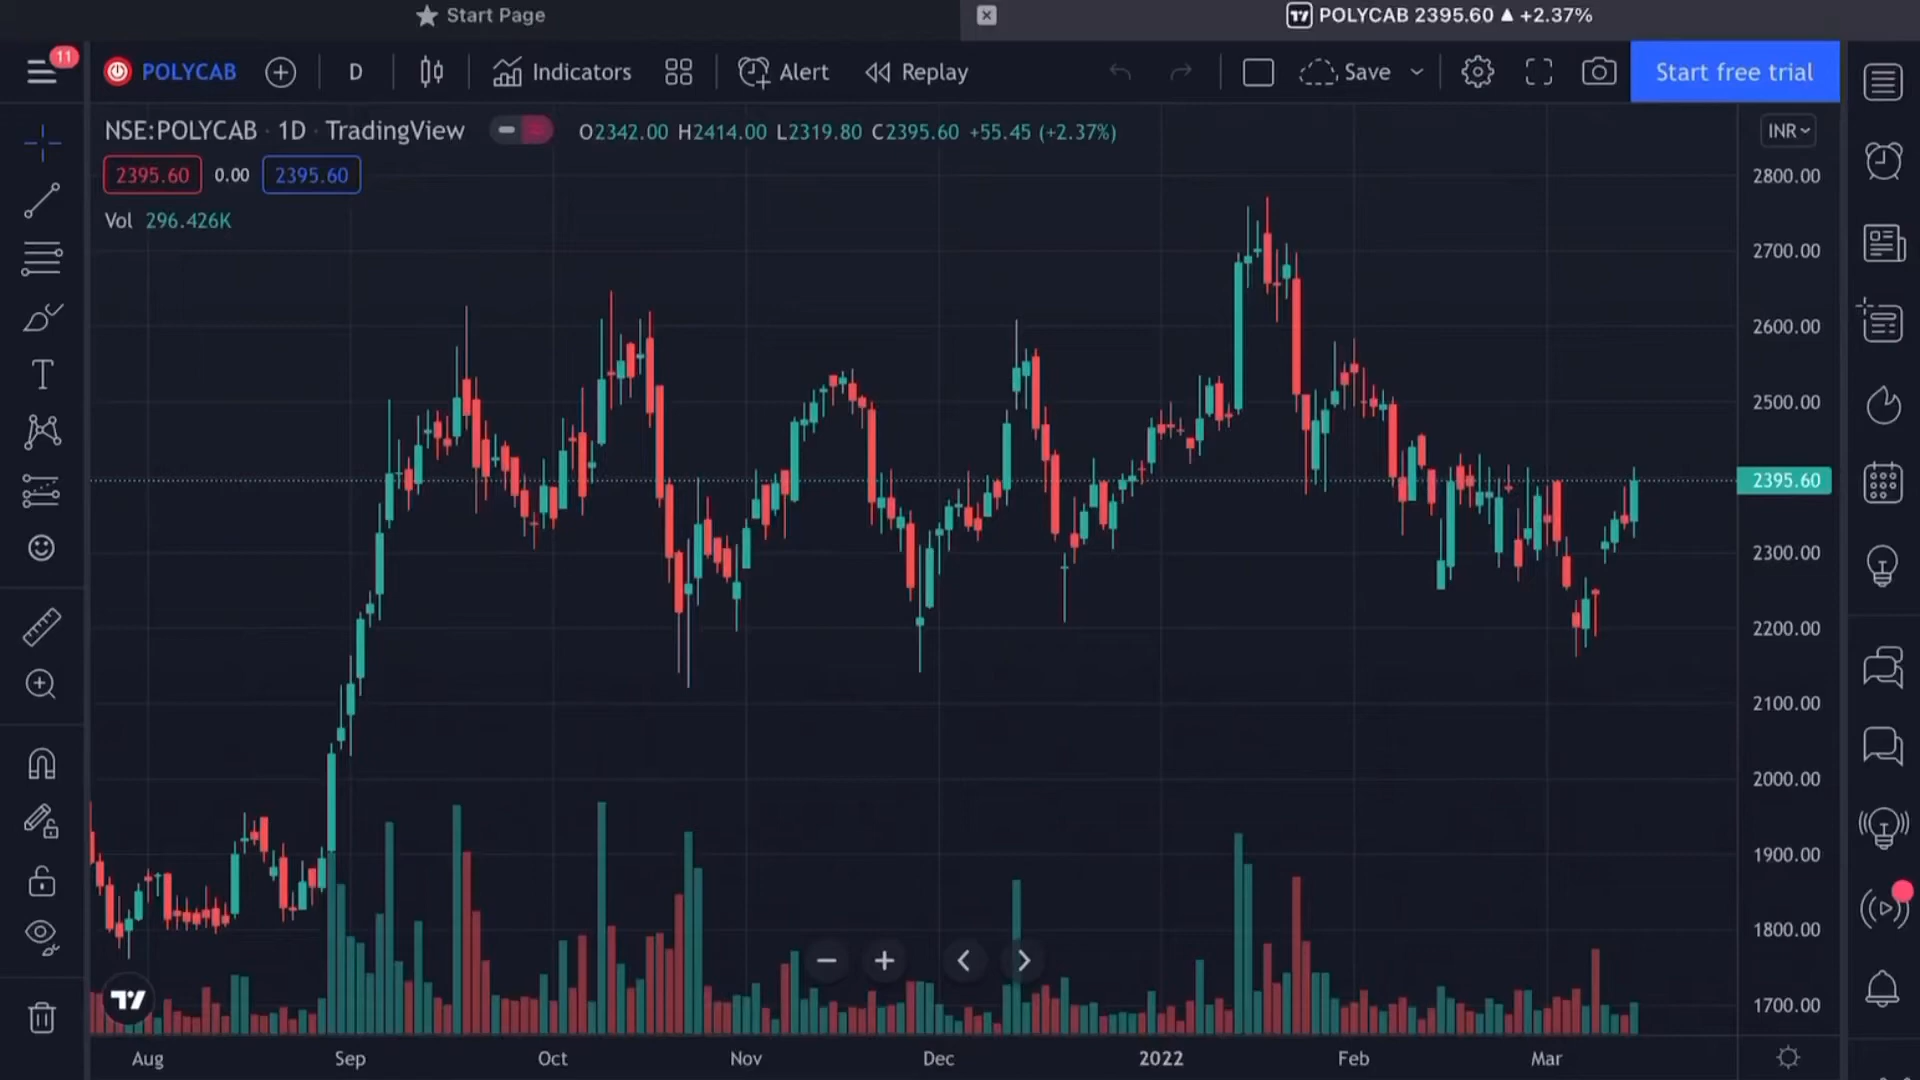 Start Page
POLYCAB 2395.60 ▲ +2.37%
11
POLYCAB
D
Indicators
Alert
Replay
Save
Start free trial
NSE:POLYCAB · 1D · TradingView
O2342.00 H2414.00 L2319.80 C2395.60 +55.45 (+2.37%)
INR
2395.60 0.00 2395.60
Vol 296.426K
2800.00
2700.00
2600.00
2500.00
2395.60
2300.00
2200.00
2100.00
2000.00
1900.00
1800.00
1700.00
Aug Sep Oct Nov Dec 2022 Feb Mar